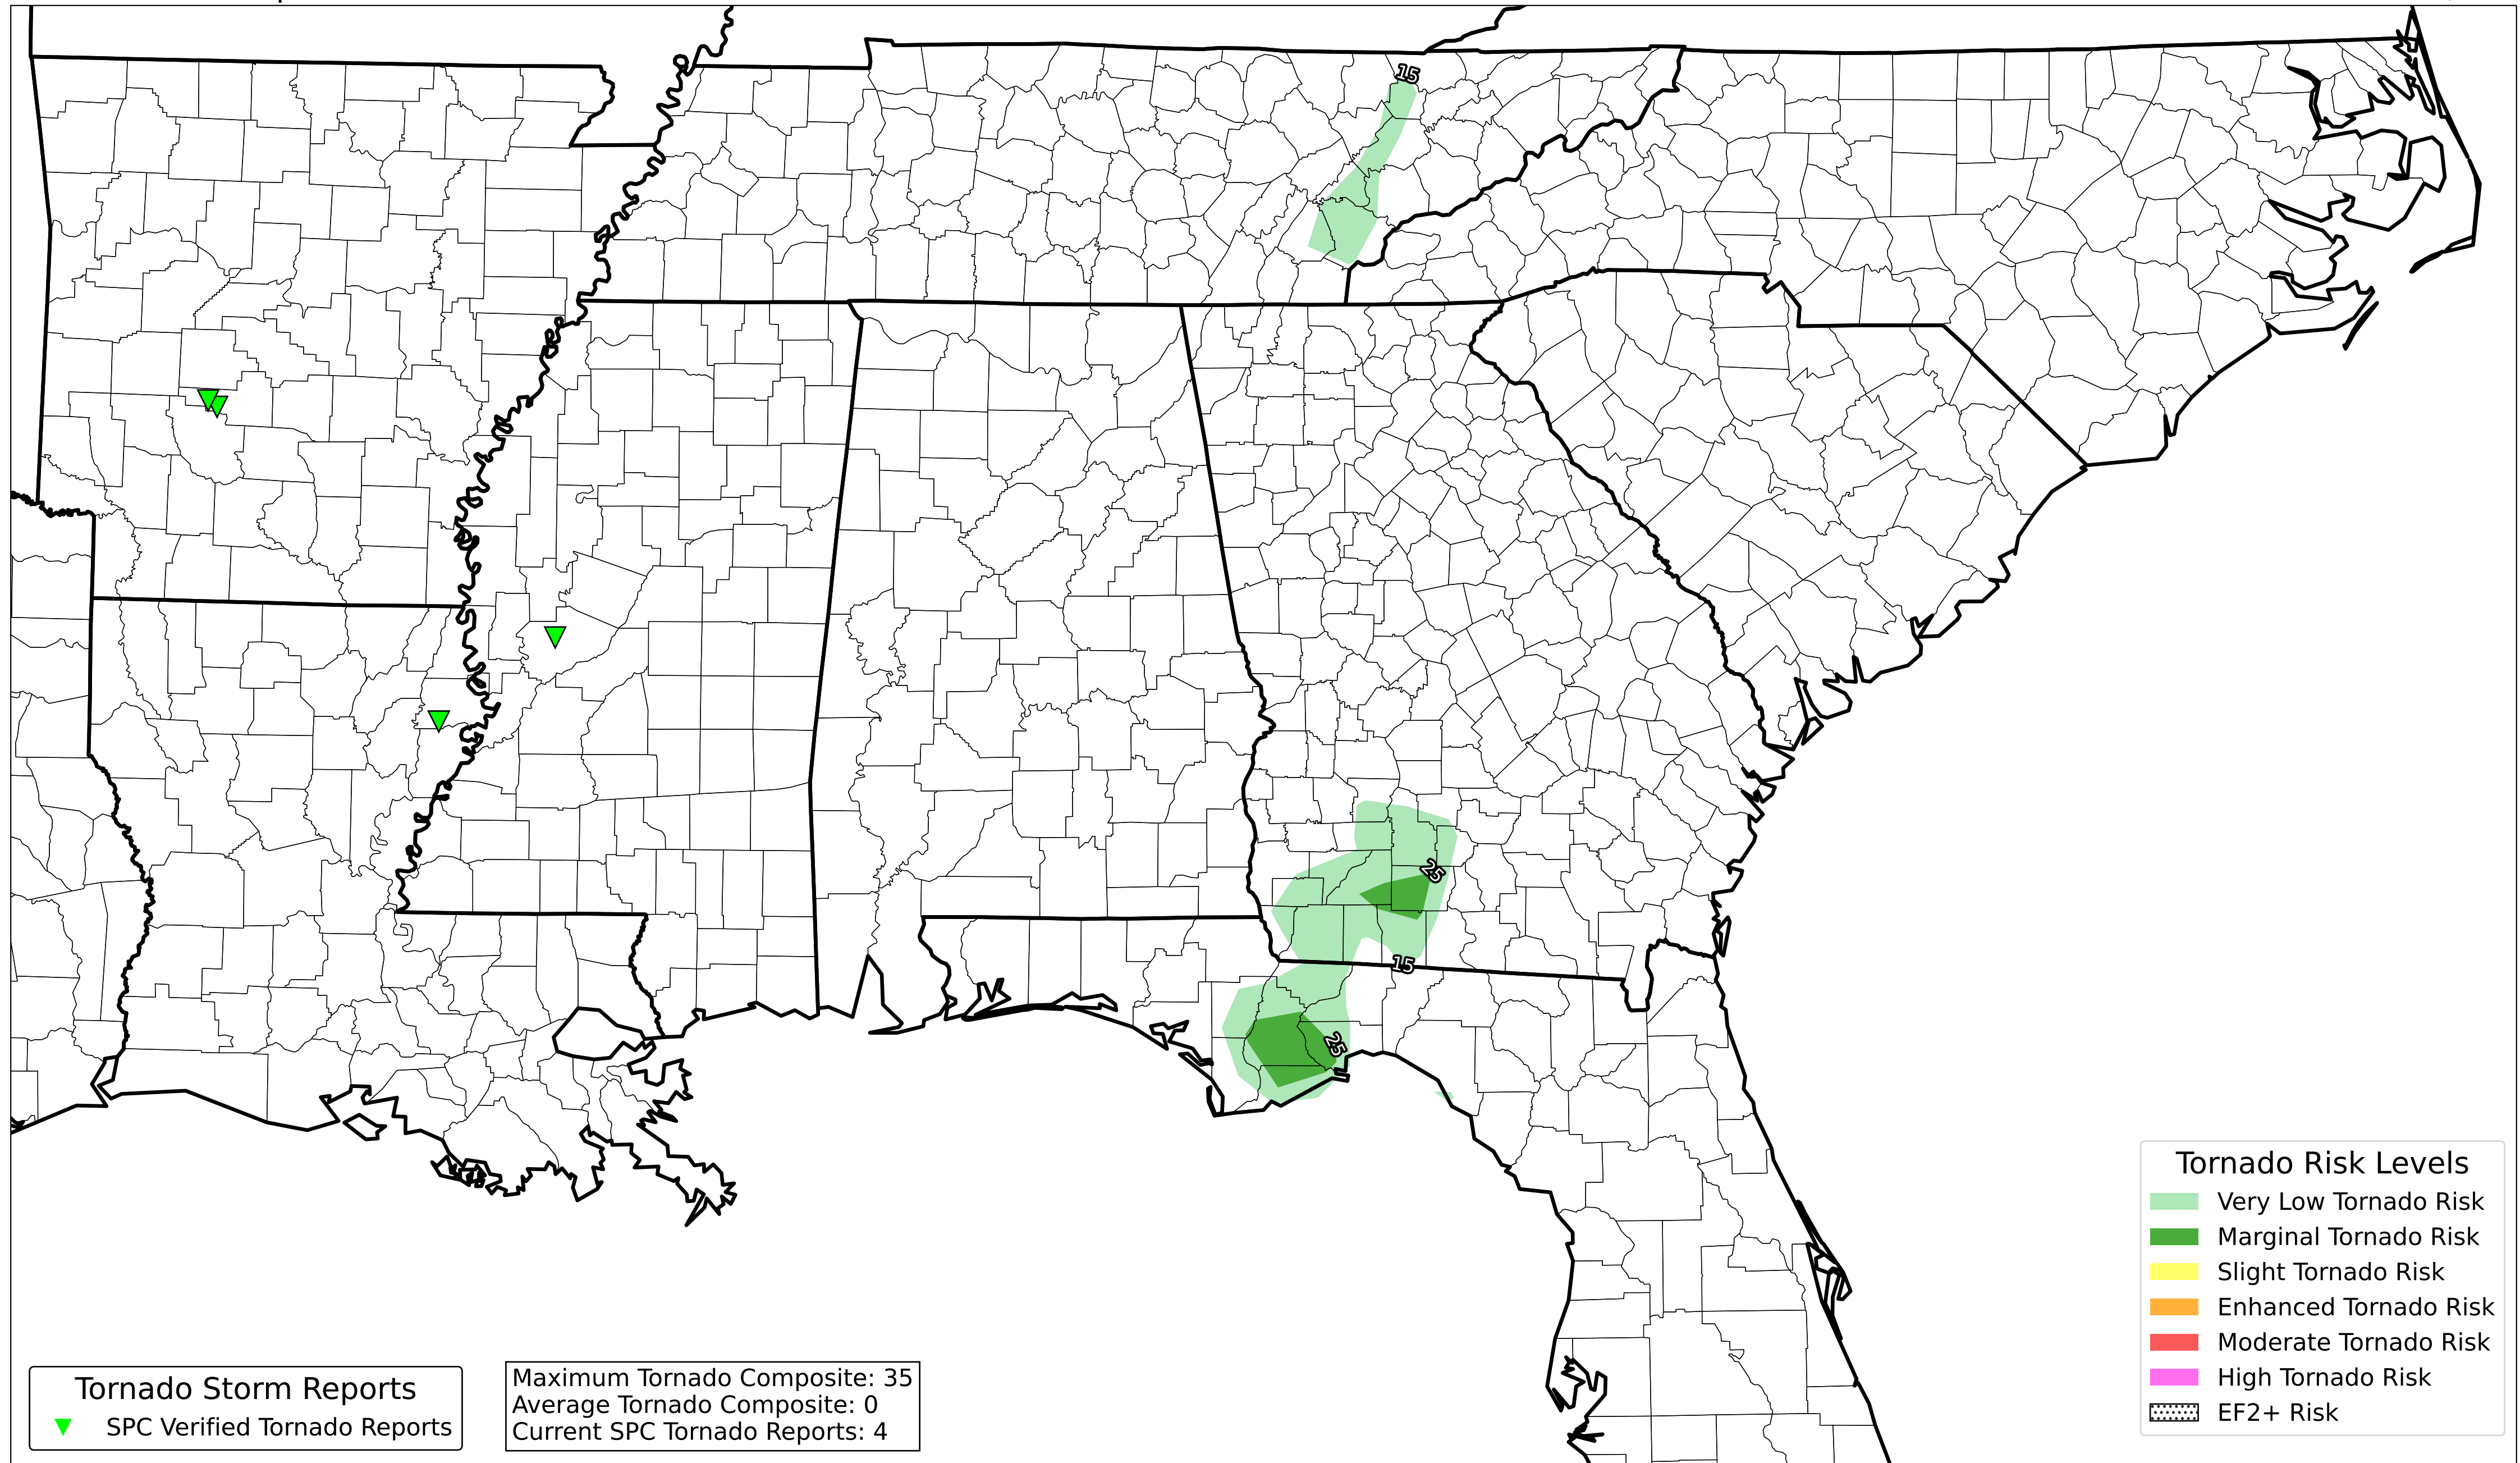 15
25
15
25
Tornado Risk Levels
Very Low Tornado Risk
Marginal Tornado Risk
Slight Tornado Risk
Enhanced Tornado Risk
Moderate Tornado Risk
High Tornado Risk
EF2+ Risk
Tornado Storm Reports
SPC Verified Tornado Reports
Maximum Tornado Composite: 35
Average Tornado Composite: 0
Current SPC Tornado Reports: 4